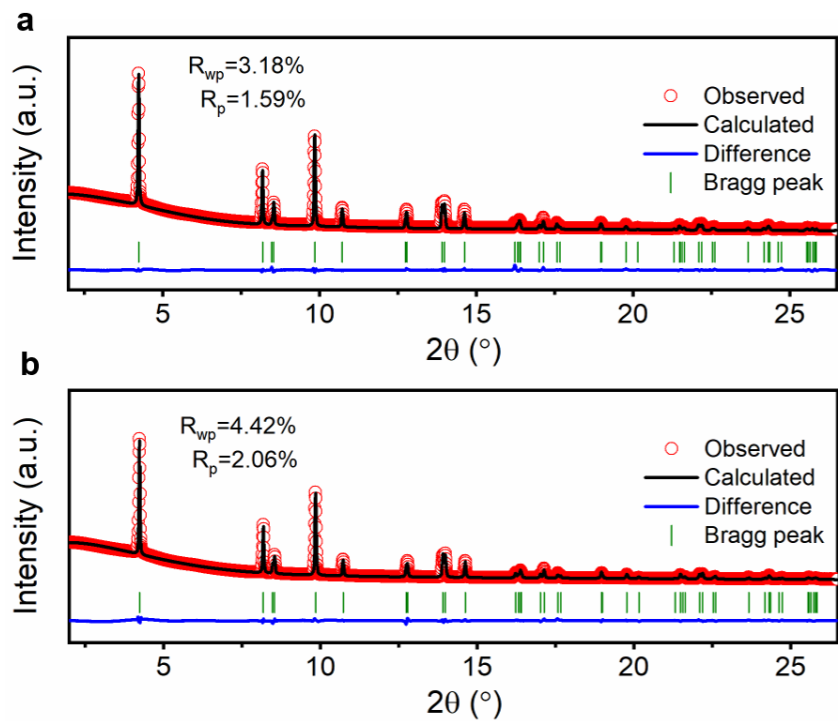 a
R_wp=3.18%
R_p=1.59%
Observed
Calculated
Difference
Bragg peak
Intensity (a.u.)
5 10 15 20 25
2θ (°)
b
R_wp=4.42%
R_p=2.06%
Observed
Calculated
Difference
Bragg peak
Intensity (a.u.)
5 10 15 20 25
2θ (°)